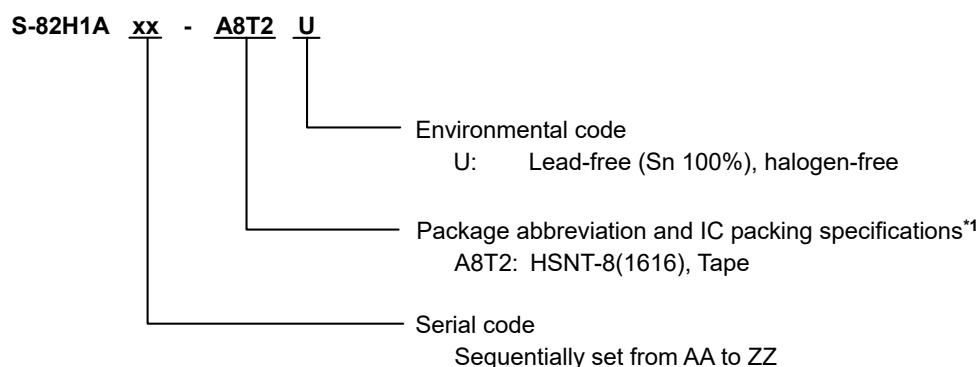 S-82H1A xx - A8T2 U
Environmental code
U: Lead-free (Sn 100%), halogen-free
Package abbreviation and IC packing specifications*1
A8T2: HSNT-8(1616), Tape
Serial code
Sequentially set from AA to ZZ